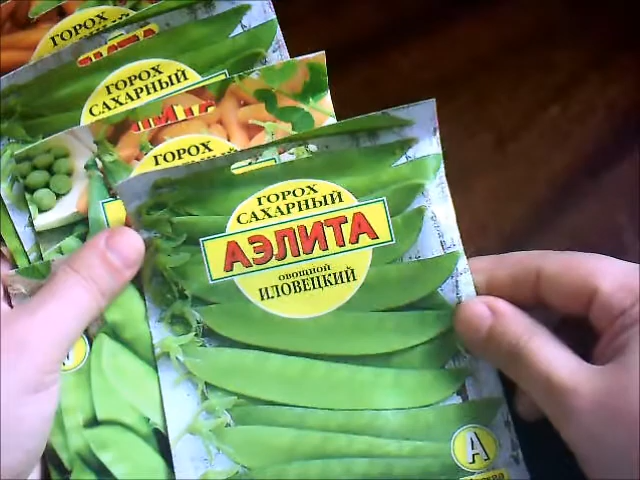 ГОРОХ
ГОРОХ
САХАРНЫЙ
ГОРОХ
ГОРОХ
САХАРНЫЙ
АЭЛИТА
ОВОЩНОЙ
ИЛОВЕЦКИЙ
А